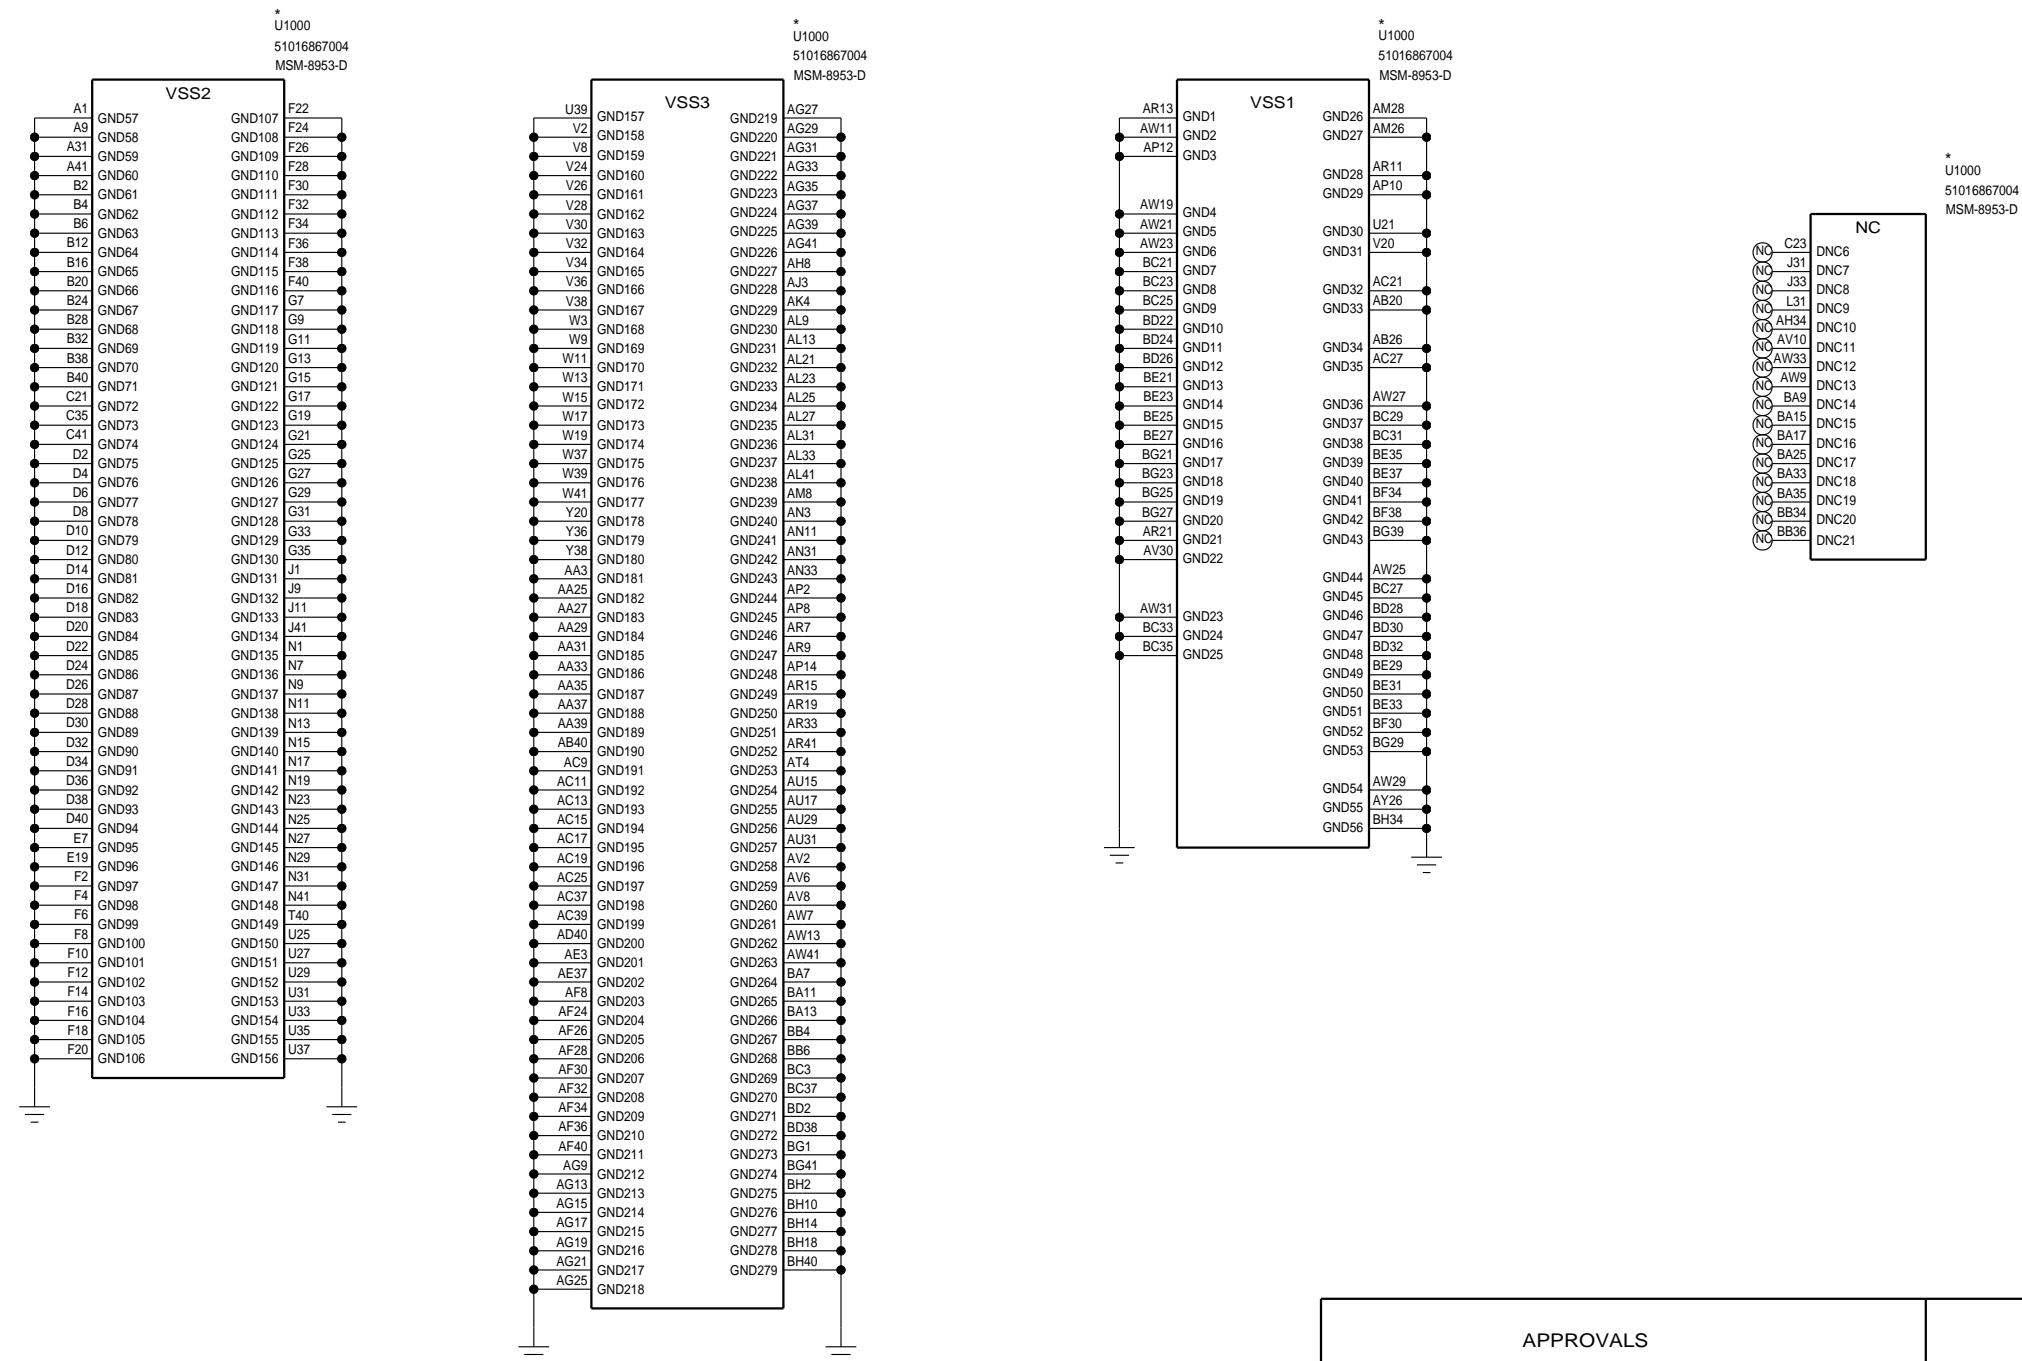 *
U1000
51016867004
MSM-8953-D
VSS2
A1 GND57 GND107 F22
A9 GND58 GND108 F24
A31 GND59 GND109 F26
A41 GND60 GND110 F28
B2 GND61 GND111 F30
B4 GND62 GND112 F32
B6 GND63 GND113 F34
B12 GND64 GND114 F36
B16 GND65 GND115 F38
B20 GND66 GND116 F40
B24 GND67 GND117 G7
B28 GND68 GND118 G9
B32 GND69 GND119 G11
B38 GND70 GND120 G13
B40 GND71 GND121 G15
C21 GND72 GND122 G17
C35 GND73 GND123 G19
C41 GND74 GND124 G21
D2 GND75 GND125 G25
D4 GND76 GND126 G27
D6 GND77 GND127 G29
D8 GND78 GND128 G31
D10 GND79 GND129 G33
D12 GND80 GND130 G35
D14 GND81 GND131 J1
D16 GND82 GND132 J9
D18 GND83 GND133 J11
D20 GND84 GND134 J41
D22 GND85 GND135 N1
D24 GND86 GND136 N7
D26 GND87 GND137 N9
D28 GND88 GND138 N11
D30 GND89 GND139 N13
D32 GND90 GND140 N15
D34 GND91 GND141 N17
D36 GND92 GND142 N19
D38 GND93 GND143 N23
D40 GND94 GND144 N25
E7 GND95 GND145 N27
E19 GND96 GND146 N29
F2 GND97 GND147 N31
F4 GND98 GND148 N41
F6 GND99 GND149 T40
F8 GND100 GND150 U25
F10 GND101 GND151 U27
F12 GND102 GND152 U29
F14 GND103 GND153 U31
F16 GND104 GND154 U33
F18 GND105 GND155 U35
F20 GND106 GND156 U37
*
U1000
51016867004
MSM-8953-D
VSS3
U39 GND157 GND219 AG27
V2 GND158 GND220 AG29
V8 GND159 GND221 AG31
V24 GND160 GND222 AG33
V26 GND161 GND223 AG35
V28 GND162 GND224 AG37
V30 GND163 GND225 AG39
V32 GND164 GND226 AG41
V34 GND165 GND227 AH8
V36 GND166 GND228 AJ3
V38 GND167 GND229 AK4
W3 GND168 GND230 AL9
W9 GND169 GND231 AL13
W11 GND170 GND232 AL21
W13 GND171 GND233 AL23
W15 GND172 GND234 AL25
W17 GND173 GND235 AL27
W19 GND174 GND236 AL31
W37 GND175 GND237 AL33
W39 GND176 GND238 AL41
W41 GND177 GND239 AM8
Y20 GND178 GND240 AN3
Y36 GND179 GND241 AN11
Y38 GND180 GND242 AN31
AA3 GND181 GND243 AN33
AA25 GND182 GND244 AP2
AA27 GND183 GND245 AP8
AA29 GND184 GND246 AR7
AA31 GND185 GND247 AR9
AA33 GND186 GND248 AP14
AA35 GND187 GND249 AR15
AA37 GND188 GND250 AR19
AA39 GND189 GND251 AR33
AB40 GND190 GND252 AR41
AC9 GND191 GND253 AT4
AC11 GND192 GND254 AU15
AC13 GND193 GND255 AU17
AC15 GND194 GND256 AU29
AC17 GND195 GND257 AU31
AC19 GND196 GND258 AV2
AC25 GND197 GND259 AV6
AC37 GND198 GND260 AV8
AC39 GND199 GND261 AW7
AD40 GND200 GND262 AW13
AE3 GND201 GND263 AW41
AE37 GND202 GND264 BA7
AF8 GND203 GND265 BA11
AF24 GND204 GND266 BA13
AF26 GND205 GND267 BB4
AF28 GND206 GND268 BB6
AF30 GND207 GND269 BC3
AF32 GND208 GND270 BC37
AF34 GND209 GND271 BD2
AF36 GND210 GND272 BD38
AF40 GND211 GND273 BG1
AG9 GND212 GND274 BG41
AG13 GND213 GND275 BH2
AG15 GND214 GND276 BH10
AG17 GND215 GND277 BH14
AG19 GND216 GND278 BH18
AG21 GND217 GND279 BH40
AG25 GND218
*
U1000
51016867004
MSM-8953-D
VSS1
AR13 GND1 GND26 AM28
AW11 GND2 GND27 AM26
AP12 GND3
GND28 AR11
GND29 AP10
AW19 GND4
AW21 GND5 GND30 U21
AW23 GND6 GND31 V20
BC21 GND7
BC23 GND8 GND32 AC21
BC25 GND9 GND33 AB20
BD22 GND10
BD24 GND11 GND34 AB26
BD26 GND12 GND35 AC27
BE21 GND13
BE23 GND14 GND36 AW27
BE25 GND15 GND37 BC29
BE27 GND16 GND38 BC31
BG21 GND17 GND39 BE35
BG23 GND18 GND40 BE37
BG25 GND19 GND41 BF34
BG27 GND20 GND42 BF38
AR21 GND21 GND43 BG39
AV30 GND22
GND44 AW25
GND45 BC27
AW31 GND23 GND46 BD28
BC33 GND24 GND47 BD30
BC35 GND25 GND48 BD32
GND49 BE29
GND50 BE31
GND51 BE33
GND52 BF30
GND53 BG29
GND54 AW29
GND55 AY26
GND56 BH34
*
U1000
51016867004
MSM-8953-D
NC
NC C23 DNC6
NC J31 DNC7
NC J33 DNC8
NC L31 DNC9
NC AH34 DNC10
NC AV10 DNC11
NC AW33 DNC12
NC AW9 DNC13
NC BA9 DNC14
NC BA15 DNC15
NC BA17 DNC16
NC BA25 DNC17
NC BA33 DNC18
NC BA35 DNC19
NC BB34 DNC20
NC BB36 DNC21
APPROVALS